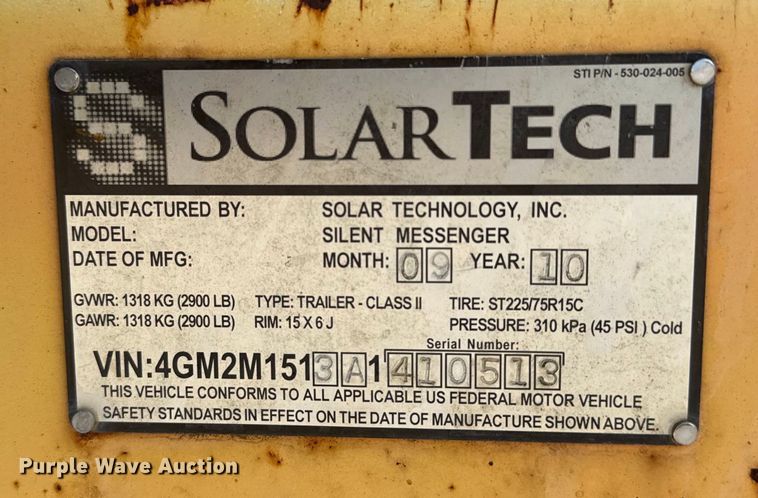 STI P/N - 530-024-005
S SOLARTECH
MANUFACTURED BY: SOLAR TECHNOLOGY, INC.
MODEL: SILENT MESSENGER
DATE OF MFG: MONTH: 09 YEAR: 10
GVWR: 1318 KG (2900 LB) TYPE: TRAILER - CLASS II TIRE: ST225/75R15C
GAWR: 1318 KG (2900 LB) RIM: 15 X 6 J PRESSURE: 310 kPa (45 PSI ) Cold
Serial Number:
VIN:4GM2M1513A1410513
THIS VEHICLE CONFORMS TO ALL APPLICABLE US FEDERAL MOTOR VEHICLE
SAFETY STANDARDS IN EFFECT ON THE DATE OF MANUFACTURE SHOWN ABOVE.
Purple Wave Auction